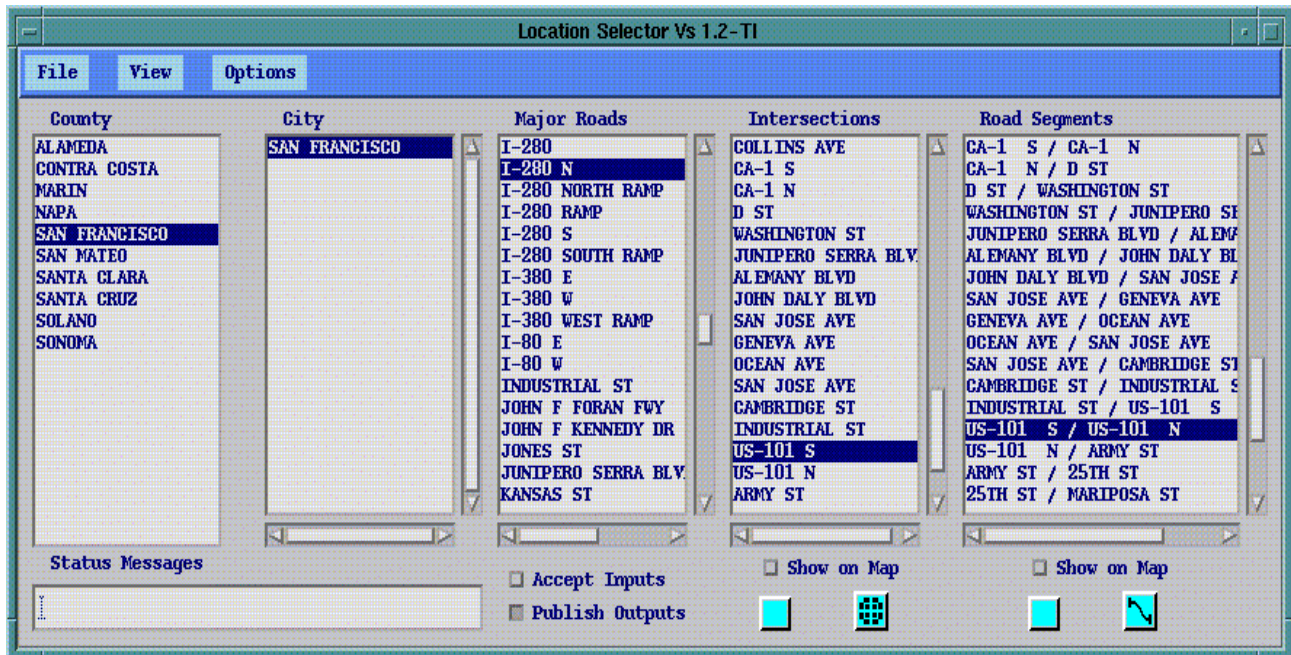 Location Selector Vs 1.2-TI
File View Options
County
ALAMEDA
CONTRA COSTA
MARIN
NAPA
SAN FRANCISCO
SAN MATEO
SANTA CLARA
SANTA CRUZ
SOLANO
SONOMA
City
SAN FRANCISCO
Major Roads
I-280
I-280 N
I-280 NORTH RAMP
I-280 RAMP
I-280 S
I-280 SOUTH RAMP
I-380 E
I-380 W
I-380 WEST RAMP
I-80 E
I-80 W
INDUSTRIAL ST
JOHN F FORAN FWY
JOHN F KENNEDY DR
JONES ST
JUNIPERO SERRA BLV
KANSAS ST
Intersections
COLLINS AVE
CA-1 S
CA-1 N
D ST
WASHINGTON ST
JUNIPERO SERRA BLV
ALEMANY BLVD
JOHN DALY BLVD
SAN JOSE AVE
GENEVA AVE
OCEAN AVE
SAN JOSE AVE
CAMBRIDGE ST
INDUSTRIAL ST
US-101 S
US-101 N
ARMY ST
Road Segments
CA-1 S / CA-1 N
CA-1 N / D ST
D ST / WASHINGTON ST
WASHINGTON ST / JUNIPERO SE
JUNIPERO SERRA BLVD / ALEM
ALEMANY BLVD / JOHN DALY BL
JOHN DALY BLVD / SAN JOSE A
SAN JOSE AVE / GENEVA AVE
GENEVA AVE / OCEAN AVE
OCEAN AVE / SAN JOSE AVE
SAN JOSE AVE / CAMBRIDGE ST
CAMBRIDGE ST / INDUSTRIAL S
INDUSTRIAL ST / US-101 S
US-101 S / US-101 N
US-101 N / ARMY ST
ARMY ST / 25TH ST
25TH ST / MARIPOSA ST
Status Messages
Accept Inputs
Publish Outputs
Show on Map
Show on Map